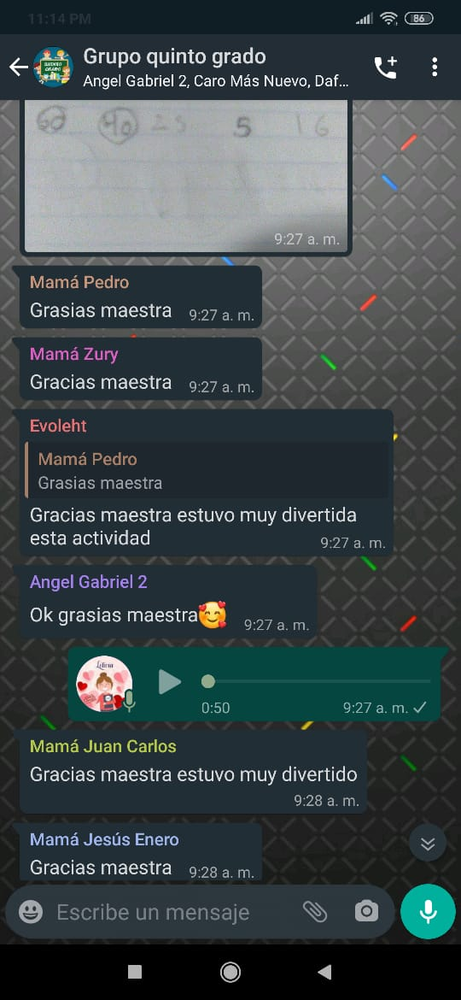 11:14 PM
86
Grupo quinto grado
Angel Gabriel 2, Caro Más Nuevo, Daf...
QUINTO
GRADO
60 40 25 5 16
9:27 a. m.
Mamá Pedro
Grasias maestra 9:27 a. m.
Mamá Zury
Gracias maestra 9:27 a. m.
Evoleht
Mamá Pedro
Grasias maestra
Gracias maestra estuvo muy divertida
esta actividad 9:27 a. m.
Angel Gabriel 2
Ok grasias maestra🥰 9:27 a. m.
Leticia
0:50 9:27 a. m.
Mamá Juan Carlos
Gracias maestra estuvo muy divertido
9:28 a. m.
Mamá Jesús Enero
Gracias maestra 9:28 a. m.
Escribe un mensaje